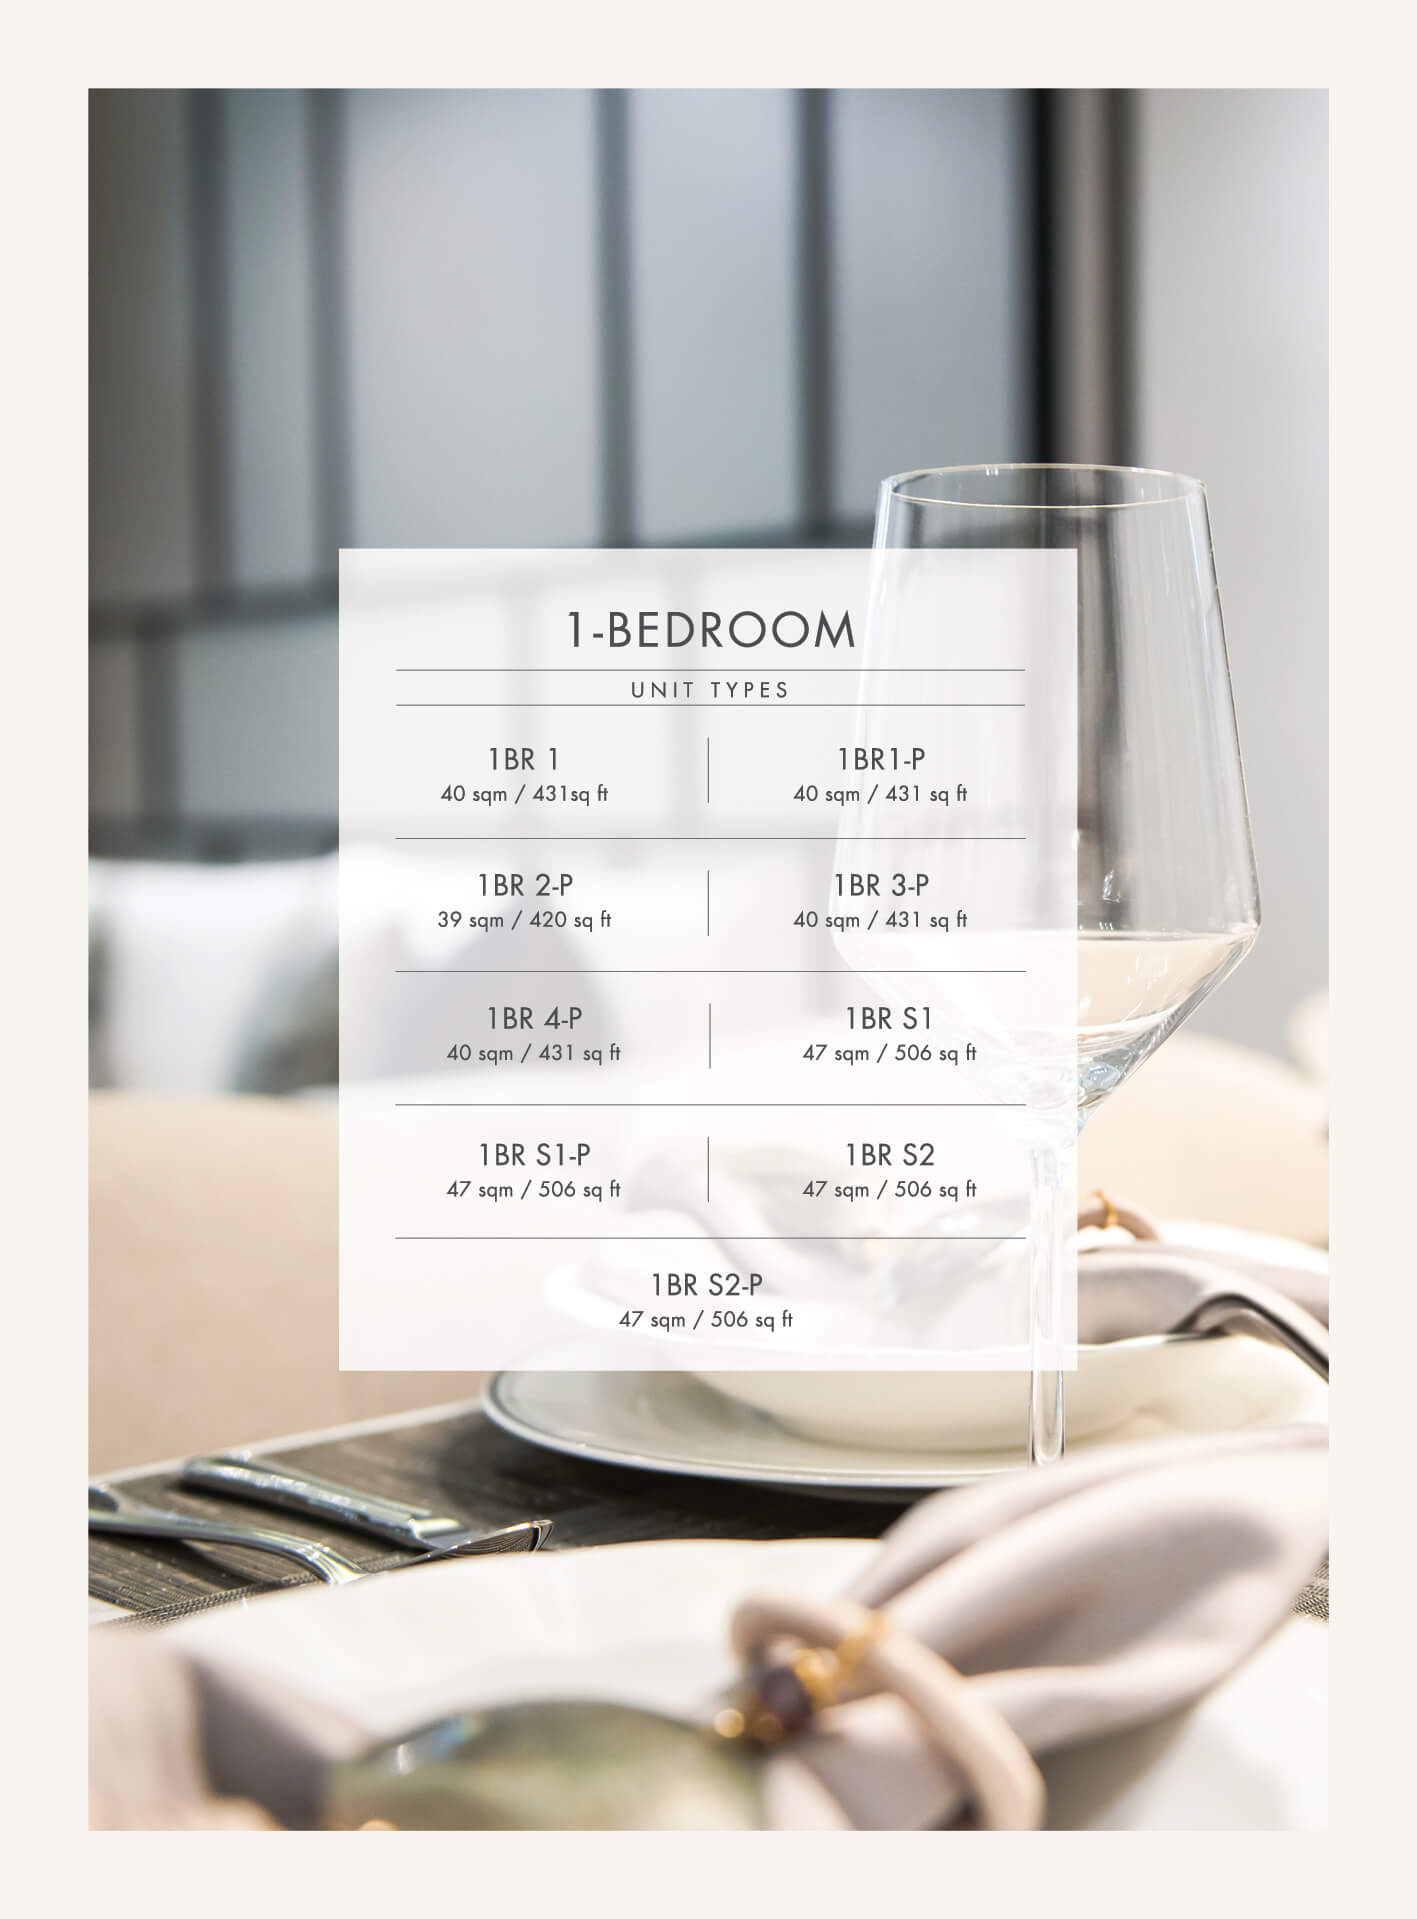 1-BEDROOM
UNIT TYPES
1BR 1
40 sqm / 431sq ft
1BR1-P
40 sqm / 431 sq ft
1BR 2-P
39 sqm / 420 sq ft
1BR 3-P
40 sqm / 431 sq ft
1BR 4-P
40 sqm / 431 sq ft
1BR S1
47 sqm / 506 sq ft
1BR S1-P
47 sqm / 506 sq ft
1BR S2
47 sqm / 506 sq ft
1BR S2-P
47 sqm / 506 sq ft